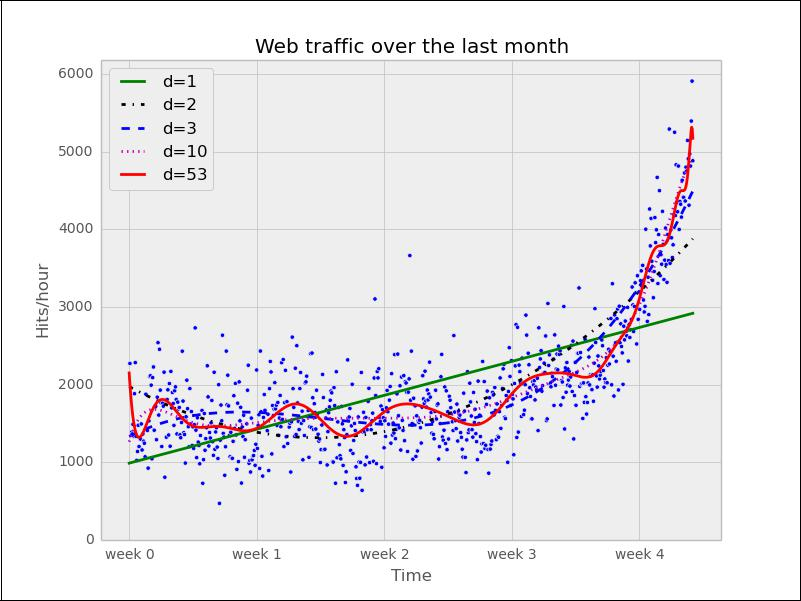 Web traffic over the last month
6000
5000
4000
3000
2000
1000
0
Hits/hour
d=1
d=2
d=3
d=10
d=53
week 0 week 1 week 2 week 3 week 4
Time